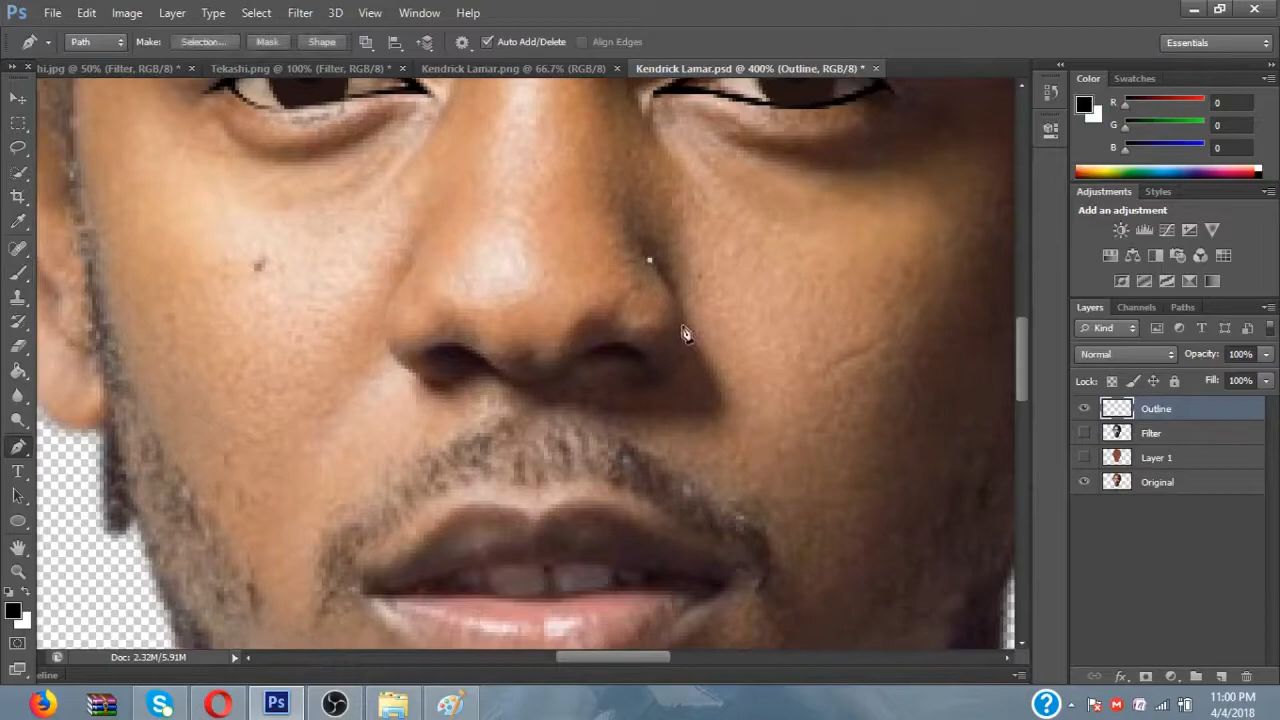 Ps File Edit Image Layer Type Select Filter 3D View Window Help
Path Make: Selection... Mask Shape Auto Add/Delete Align Edges Essentials
hi.jpg @ 50% (Filter, RGB/8) * × Tekashi.png @ 100% (Filter, RGB/8) * × Kendrick Lamar.png @ 66.7% (RGB/8) × Kendrick Lamar.psd @ 400% (Outline, RGB/8) * ×
Color Swatches
R 0
G 0
B 0
Adjustments Styles
Add an adjustment
Layers Channels Paths
Kind
Normal Opacity: 100%
Lock: Fill: 100%
Outline
Filter
Layer 1
Original
Doc: 2.32M/5.91M
eline
Ps
11:00 PM
4/4/2018